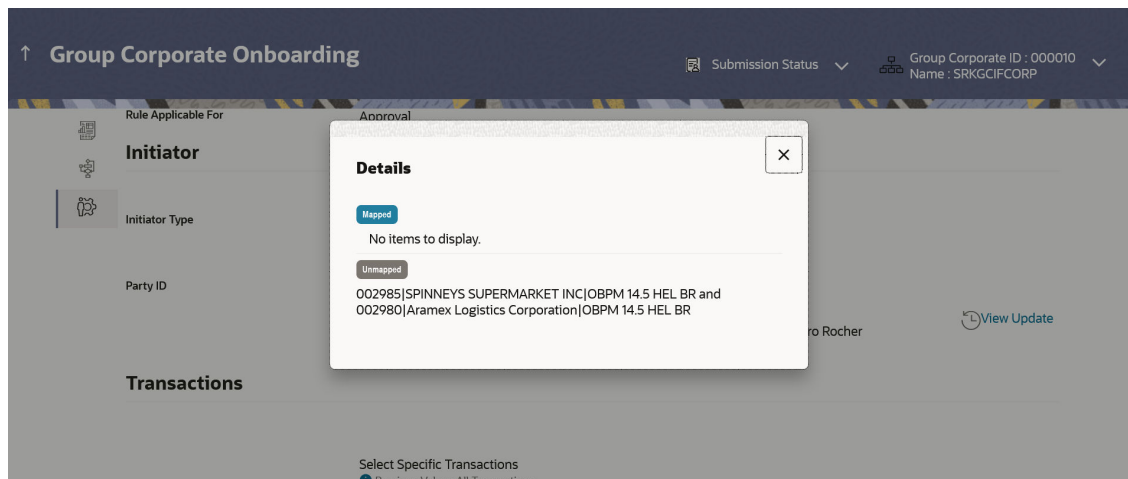 Group Corporate Onboarding
Submission Status
Group Corporate ID : 000010
Name : SRKGCIFCORP
Rule Applicable For
Approval
Initiator
Details
Mapped
Initiator Type
No items to display.
Unmapped
Party ID
002985|SPINNEYS SUPERMARKET INC|OBPM 14.5 HEL BR and
002980|Aramex Logistics Corporation|OBPM 14.5 HEL BR
ro Rocher
View Update
Transactions
Select Specific Transactions